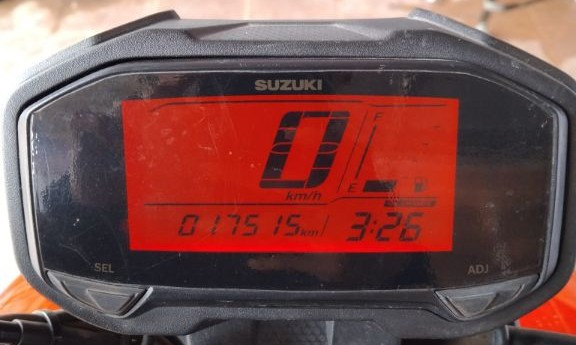 SUZUKI
0
F
E
km/h
017515 km 3:26
SEL ADJ